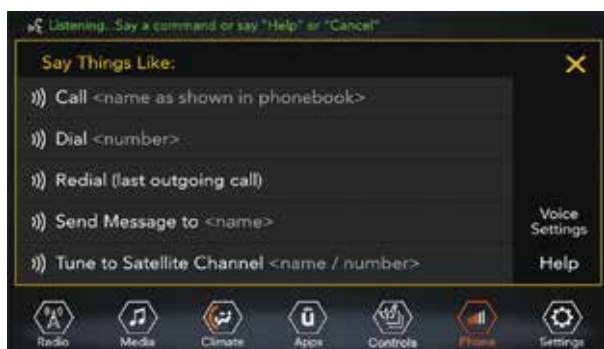 Listening...Say a command or say "Help" or "Cancel"
Say Things Like:
Call <name as shown in phonebook>
Dial <number>
Redial (last outgoing call)
Send Message to <name>
Tune to Satellite Channel <name / number>
Voice
Settings
Help
Radio
Media
Climate
Apps
Controls
Phone
Settings